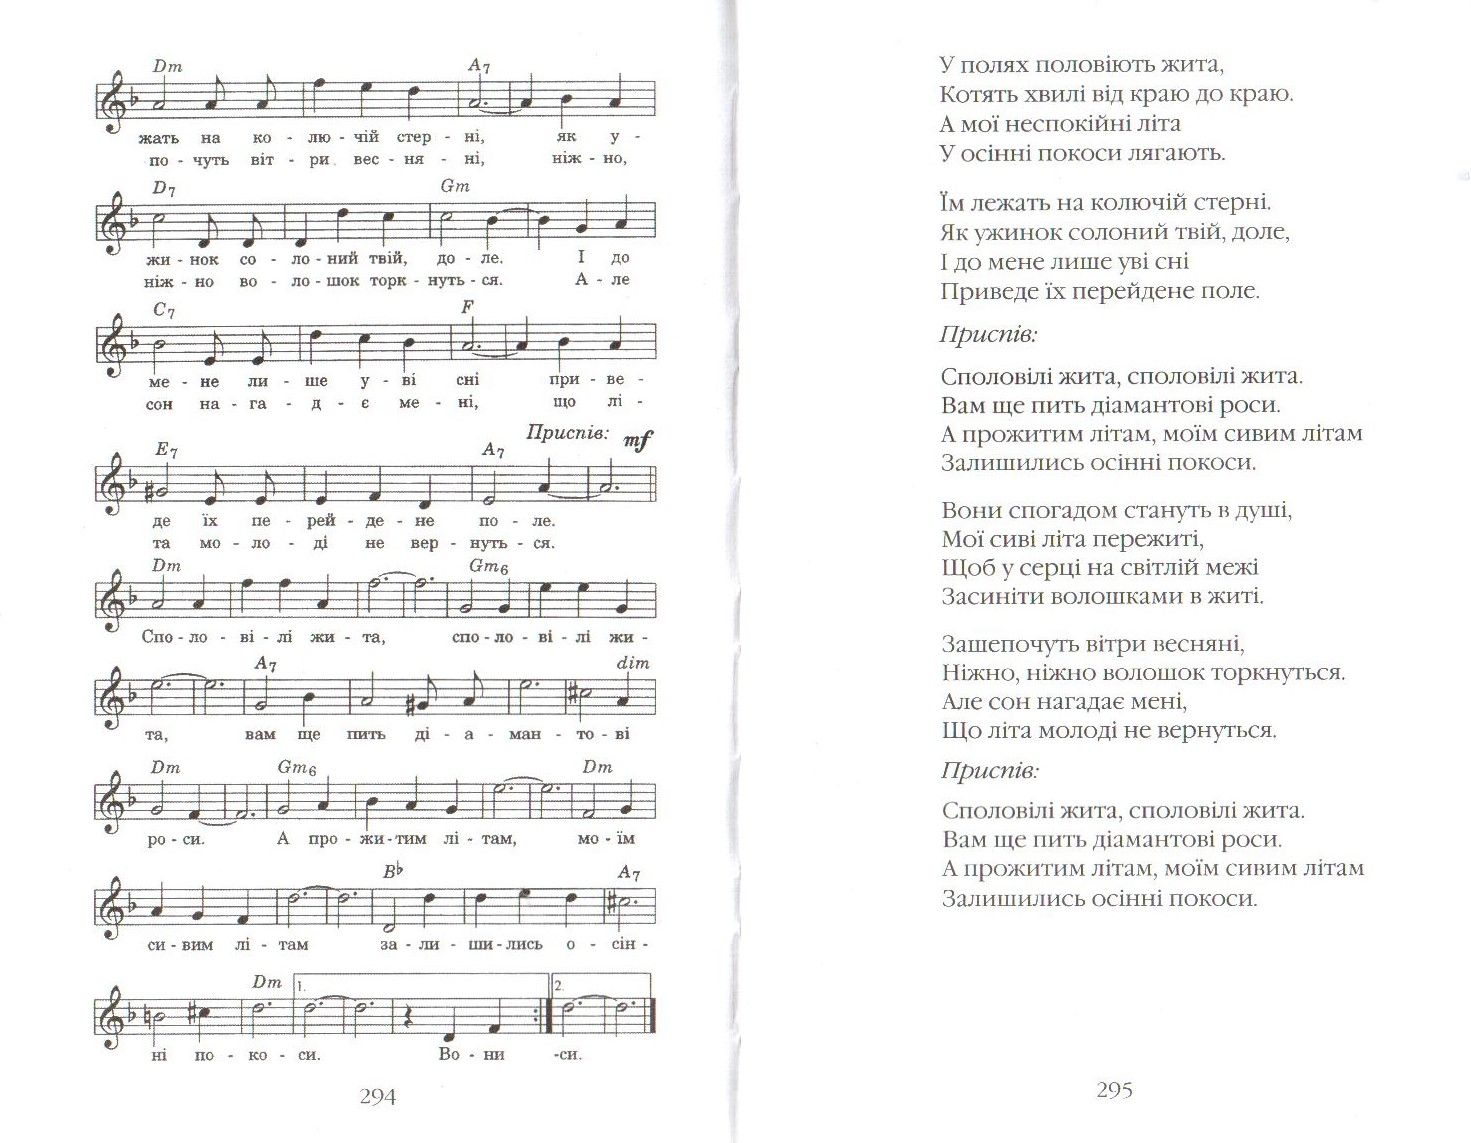 Dm A7
жать на ко - лю - чій стер - ні, як у -
по - чуть віт - ри вес - ня - ні, ніж - но,
D7 Gm
жи - нок со - ло - ний твій, до - ле. І до
ніж - но во - ло - шок торк - нуть - ся. А - ле
C7 F
ме - не ли - ше у - ві сні при - ве -
сон на - га - д - є ме - ні, що лі -
Приспів: mf
E7 A7
де їх пе - рей - де - не по - ле.
та мо - ло - ді не вер - нуть - ся.
Dm Gm6
Спо - ло - ві - лі жи - та, спо - ло - ві - лі жи -
A7 dim
та, вам ще пить ді - а - ман - то - ві
Dm Gm6 Dm
ро - си. А про - жи - тим лі - там, мо - їм
B♭ A7
си - вим лі - там за - ли - ши - лись о - сін -
Dm 1. 2.
ні по - ко - си. Во - ни -си.
294
У полях половіють жита,
Котять хвилі від краю до краю.
А мої неспокійні літа
У осінні покоси лягають.
Їм лежать на колючій стерні.
Як ужинок солоний твій, доле,
І до мене лише уві сні
Приведе їх перейдене поле.
Приспів:
Споловілі жита, споловілі жита.
Вам ще пить діамантові роси.
А прожитим літам, моїм сивим літам
Залишились осінні покоси.
Вони спогадом стануть в душі,
Мої сиві літа пережиті,
Щоб у серці на світлій межі
Засиніти волошками в житі.
Зашепочуть вітри весняні,
Ніжно, ніжно волошок торкнуться.
Але сон нагадає мені,
Що літа молоді не вернуться.
Приспів:
Споловілі жита, споловілі жита.
Вам ще пить діамантові роси.
А прожитим літам, моїм сивим літам
Залишились осінні покоси.
295